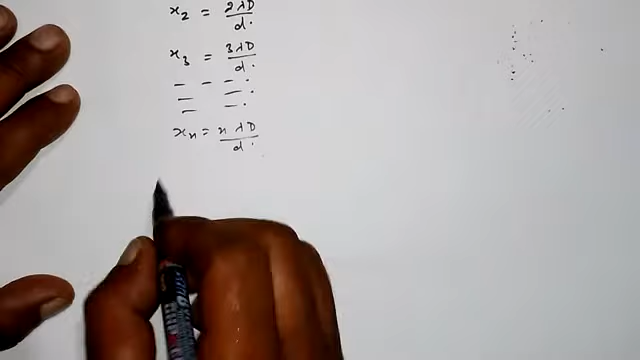 x₂ = 2λD/d.
x₃ = 3λD/d.
– – – .
– – .
– – .
xₙ = nλD/d.